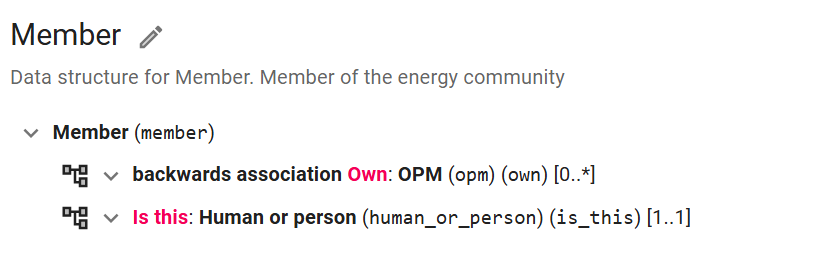 Member
Data structure for Member. Member of the energy community
Member (member)
backwards association Own: OPM (opm) (own) [0..*]
Is this: Human or person (human_or_person) (is_this) [1..1]